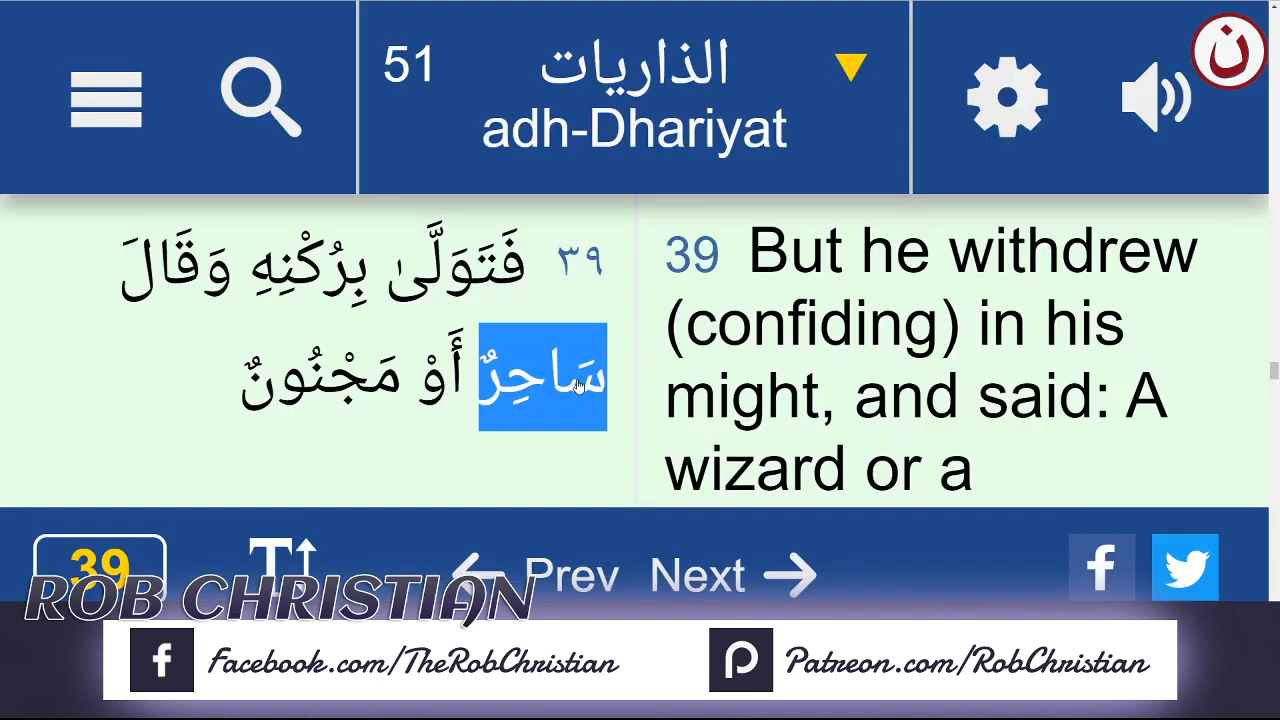 51
الذاريات
adh-Dhariyat
ن
٣٩ فَتَوَلَّىٰ بِرُكْنِهِ وَقَالَ
سَاحِرٌ أَوْ مَجْنُونٌ
39 But he withdrew
(confiding) in his
might, and said: A
wizard or a
39
T
Prev Next
ROB CHRISTIAN
Facebook.com/TheRobChristian
Patreon.com/RobChristian